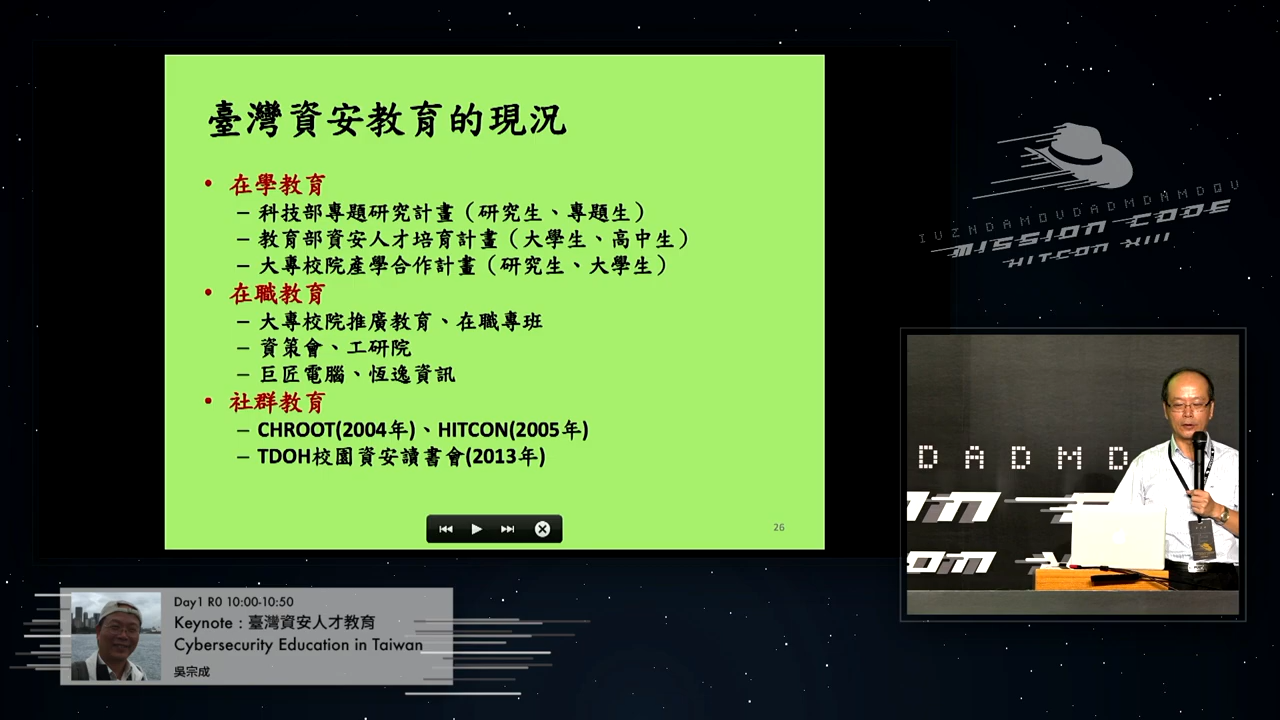 臺灣資安教育的現況
• 在學教育
– 科技部專題研究計畫（研究生、專題生）
– 教育部資安人才培育計畫（大學生、高中生）
– 大專校院產學合作計畫（研究生、大學生）
• 在職教育
– 大專校院推廣教育、在職專班
– 資策會、工研院
– 巨匠電腦、恆逸資訊
• 社群教育
– CHROOT(2004年)、HITCON(2005年)
– TDOH校園資安讀書會(2013年)
26
IUZNDAMOUDADMDNAMDQU
MISSION CODE
HITCON XIII
DADMD
Day1 R0 10:00-10:50
Keynote：臺灣資安人才教育
Cybersecurity Education in Taiwan
吳宗成